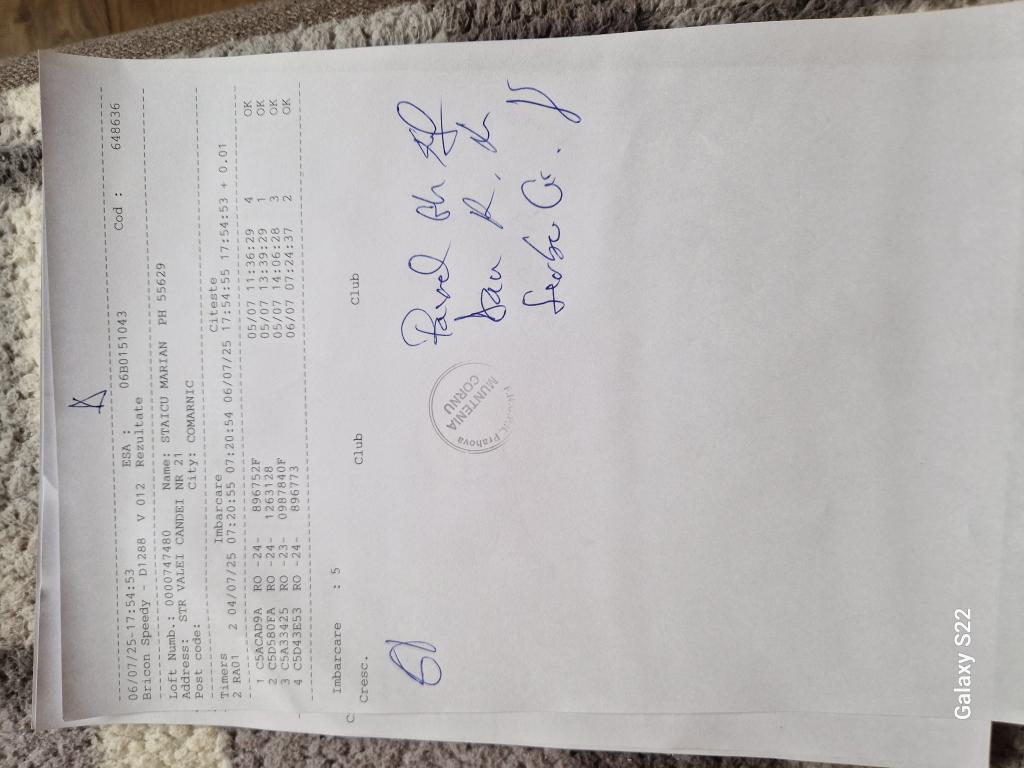 06/07/25-17:54:53 ESA : 06B0151043 Cod : 648636
Bricon Speedy - D1288 V 012 Rezultate
Loft Numb.: 0000747480 Name: STAICU MARIAN PH 55629
Address: STR VALEI CANDEI NR 21
Post code: City: COMARNIC
Timers Imbarcare Citeste
2 RA01 2 04/07/25 07:20:55 07:20:54 06/07/25 17:54:55 17:54:53 + 0.01
1 C5ACAD9A RO -24- 896752F 05/07 11:36:29 4 OK
2 C5D580FA RO -24- 1263128 05/07 13:39:29 1 OK
3 C5A33425 RO -23- 0987840F 05/07 14:06:28 3 OK
4 C5D43E53 RO -24- 896773 06/07 07:24:37 2 OK
Imbarcare : 5
C
Cresc. Club Club
Pavel
Dan R.
MUNTENIA
CORNU
Prahova
Galaxy S22